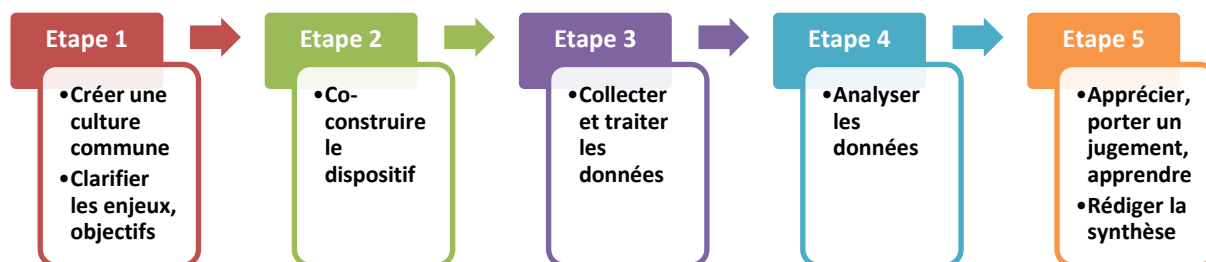 Etape 1
•Créer une
culture
commune
•Clarifier
les enjeux,
objectifs
Etape 2
•Co-
construire
le
dispositif
Etape 3
•Collecter
et traiter
les
données
Etape 4
•Analyser
les
données
Etape 5
•Apprécier,
porter un
jugement,
apprendre
•Rédiger la
synthèse